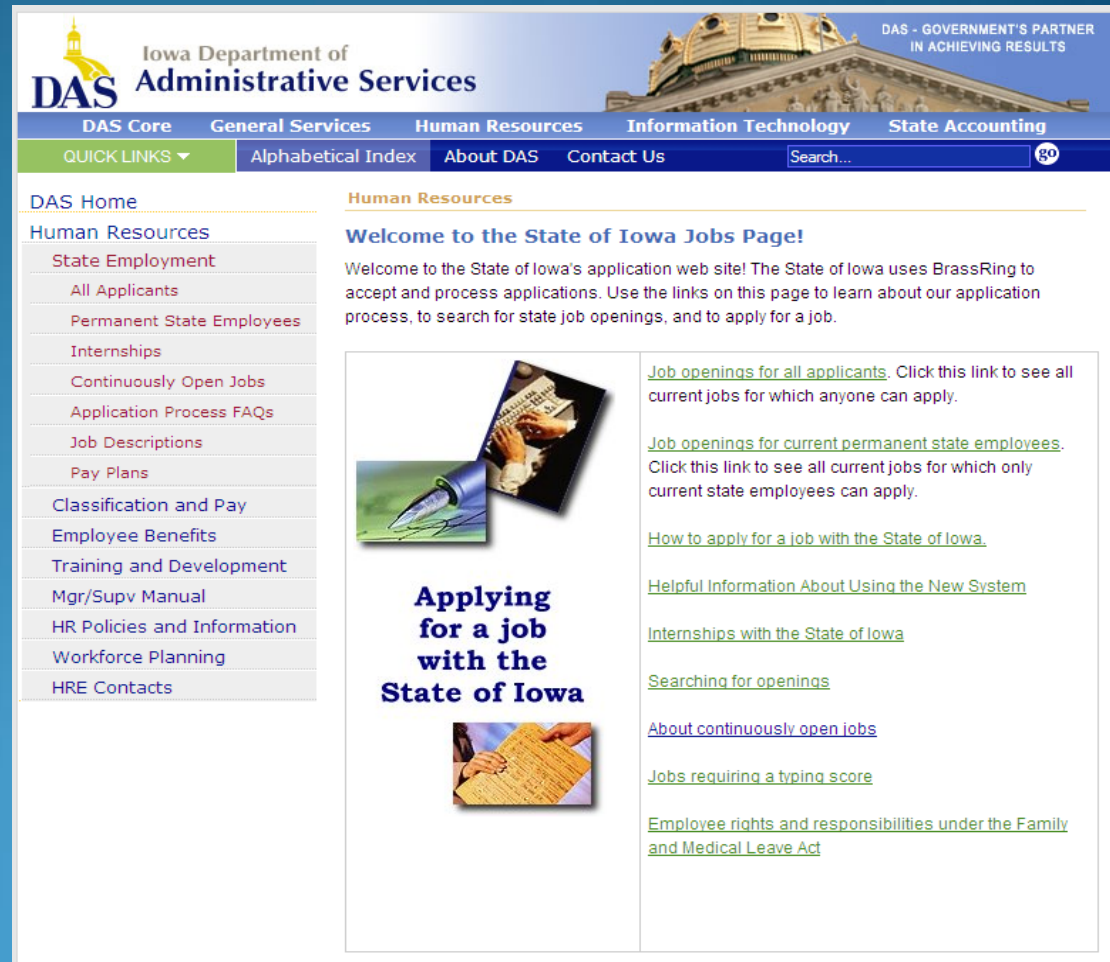 DAS
Iowa Department of
Administrative Services
DAS - GOVERNMENT'S PARTNER
IN ACHIEVING RESULTS
DAS Core General Services Human Resources Information Technology State Accounting
QUICK LINKS Alphabetical Index About DAS Contact Us Search... go
DAS Home
Human Resources
State Employment
All Applicants
Permanent State Employees
Internships
Continuously Open Jobs
Application Process FAQs
Job Descriptions
Pay Plans
Classification and Pay
Employee Benefits
Training and Development
Mgr/Supv Manual
HR Policies and Information
Workforce Planning
HRE Contacts
Human Resources
Welcome to the State of Iowa Jobs Page!
Welcome to the State of Iowa's application web site! The State of Iowa uses BrassRing to
accept and process applications. Use the links on this page to learn about our application
process, to search for state job openings, and to apply for a job.
Applying
for a job
with the
State of Iowa
Job openings for all applicants. Click this link to see all
current jobs for which anyone can apply.
Job openings for current permanent state employees.
Click this link to see all current jobs for which only
current state employees can apply.
How to apply for a job with the State of Iowa.
Helpful Information About Using the New System
Internships with the State of Iowa
Searching for openings
About continuously open jobs
Jobs requiring a typing score
Employee rights and responsibilities under the Family
and Medical Leave Act